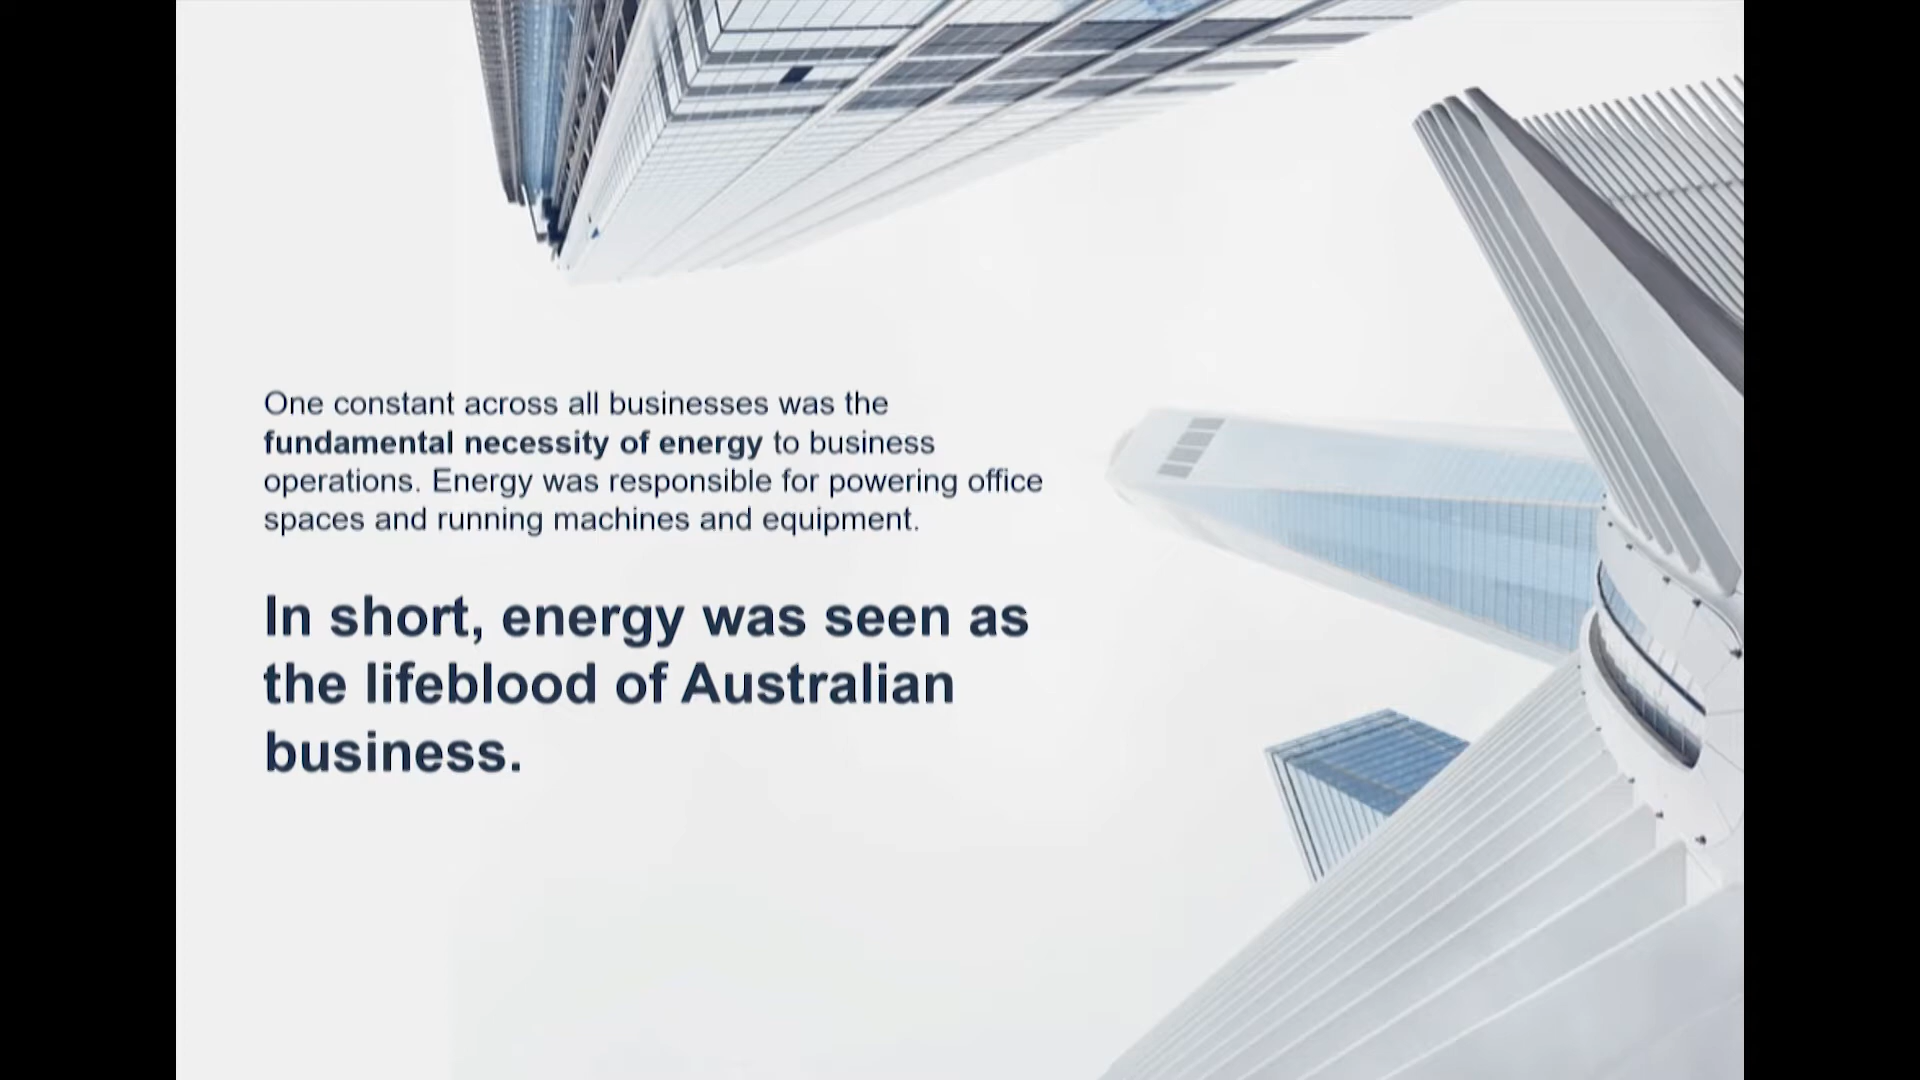 One constant across all businesses was the
fundamental necessity of energy to business
operations. Energy was responsible for powering office
spaces and running machines and equipment.
In short, energy was seen as
the lifeblood of Australian
business.